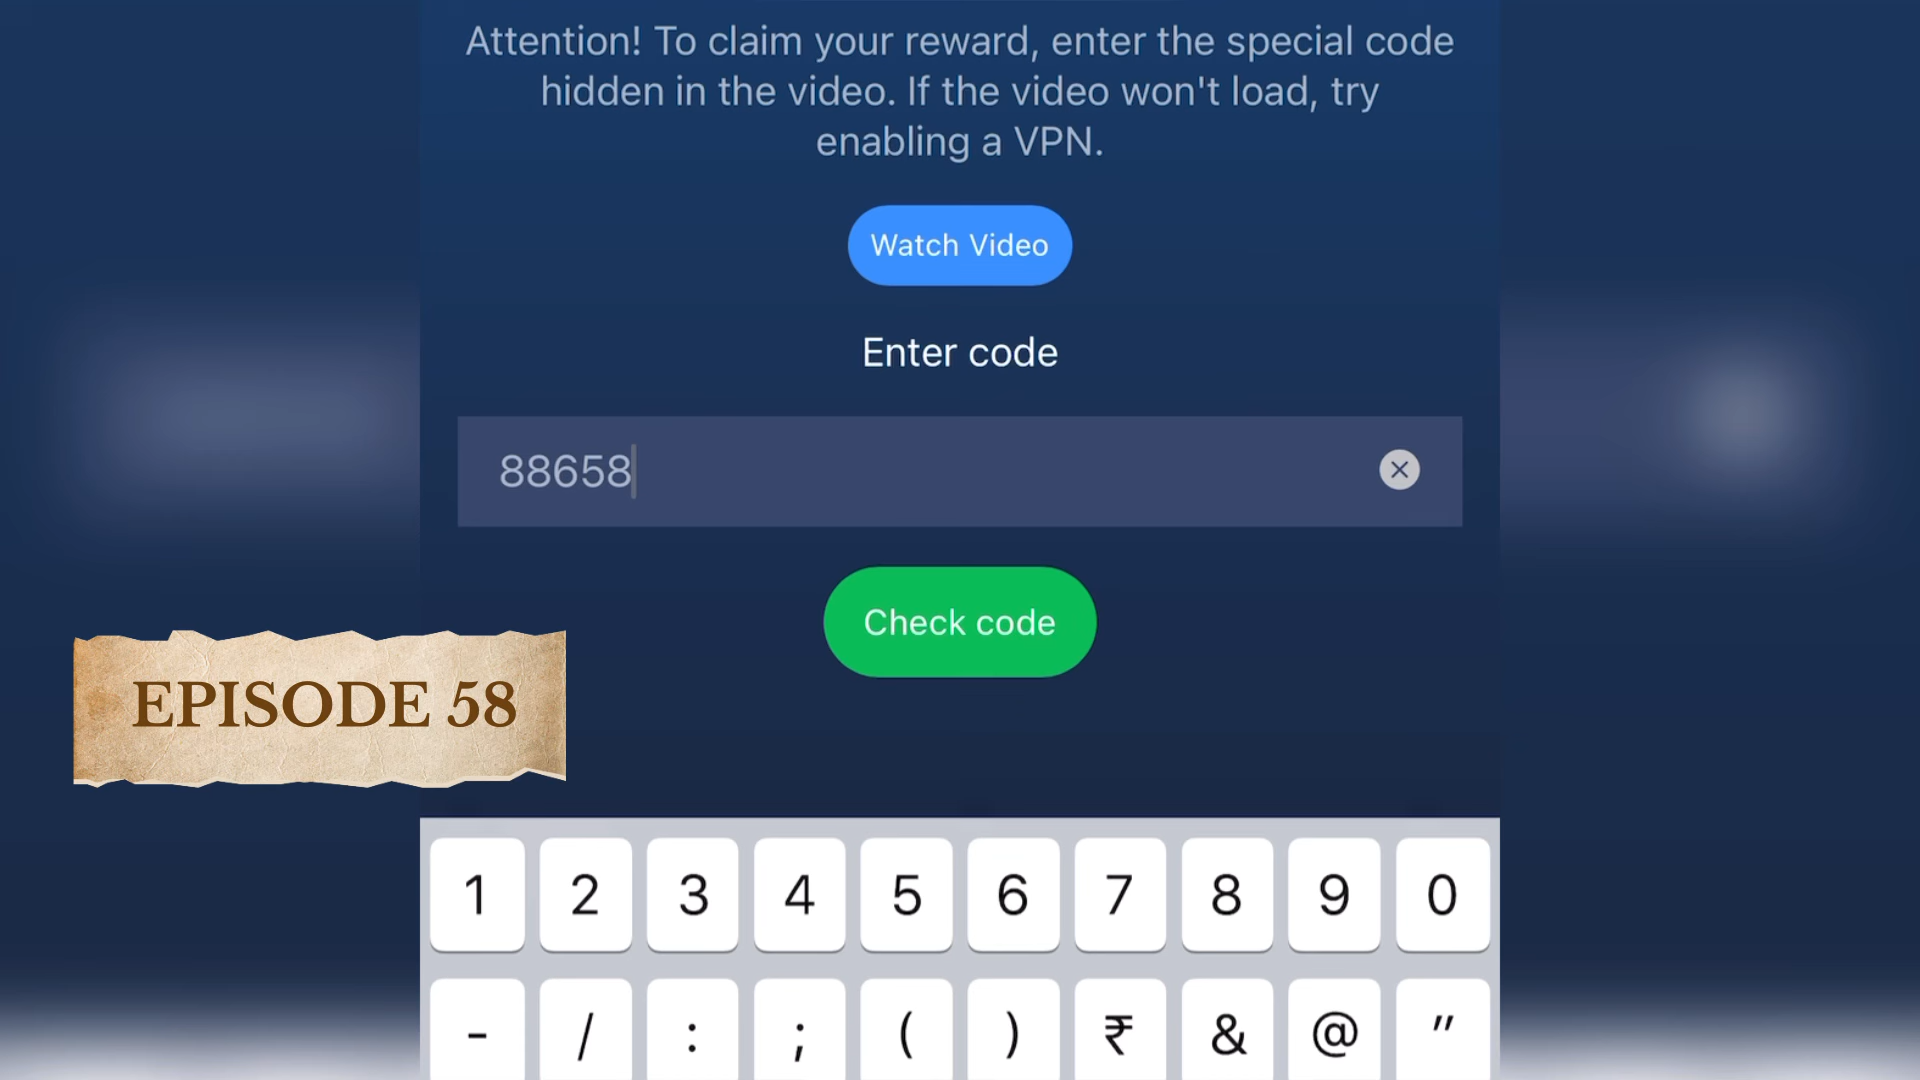 Attention! To claim your reward, enter the special code
hidden in the video. If the video won't load, try
enabling a VPN.
Watch Video
Enter code
88658
Check code
EPISODE 58
1 2 3 4 5 6 7 8 9 0
- / : ; ( ) ₹ & @ "